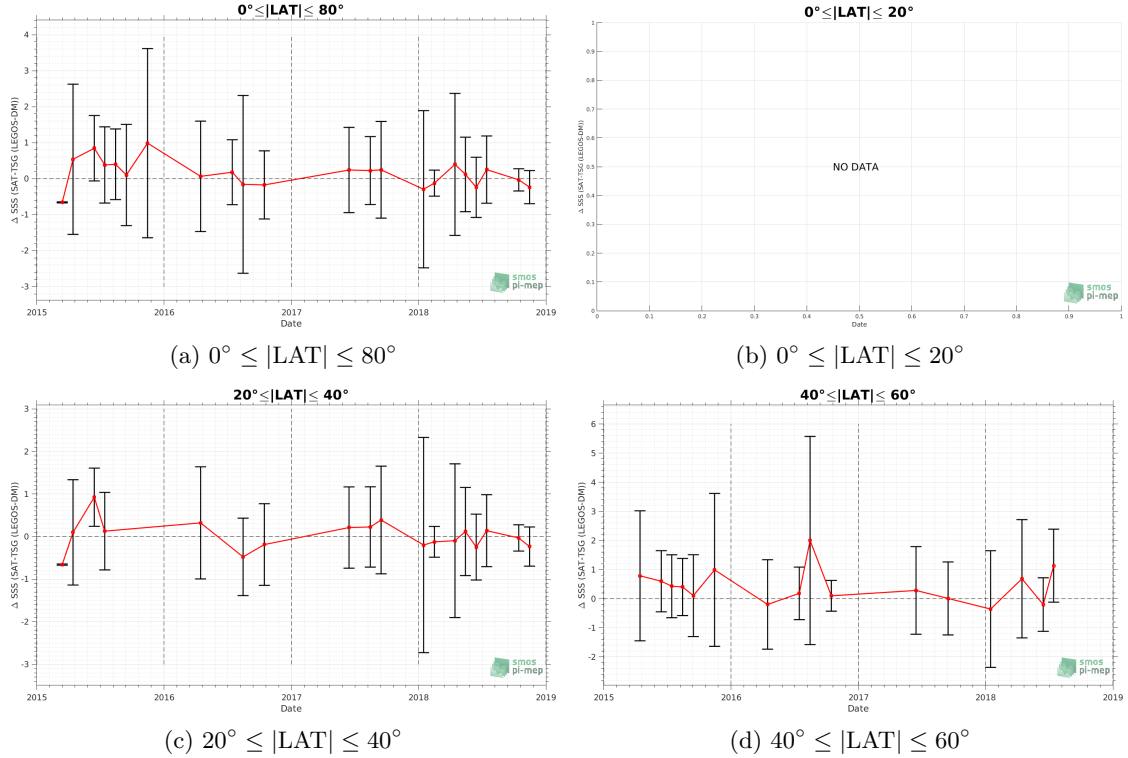 0°≤|LAT|≤ 80°
Δ SSS (SAT-TSG (LEGOS-DM))
4
3
2
1
0
-1
-2
-3
2015
2016
2017
2018
2019
Date
smos
pi-mep
(a) 0° ≤ |LAT| ≤ 80°
0°≤|LAT|≤ 20°
Δ SSS (SAT-TSG (LEGOS-DM))
1
0.9
0.8
0.7
0.6
0.5
0.4
0.3
0.2
0.1
0
NO DATA
0
0.1
0.2
0.3
0.4
0.5
0.6
0.7
0.8
0.9
1
Date
smos
pi-mep
(b) 0° ≤ |LAT| ≤ 20°
20°≤|LAT|≤ 40°
Δ SSS (SAT-TSG (LEGOS-DM))
3
2
1
0
-1
-2
-3
2015
2016
2017
2018
2019
Date
smos
pi-mep
(c) 20° ≤ |LAT| ≤ 40°
40°≤|LAT|≤ 60°
Δ SSS (SAT-TSG (LEGOS-DM))
6
5
4
3
2
1
0
-1
-2
2015
2016
2017
2018
2019
Date
smos
pi-mep
(d) 40° ≤ |LAT| ≤ 60°